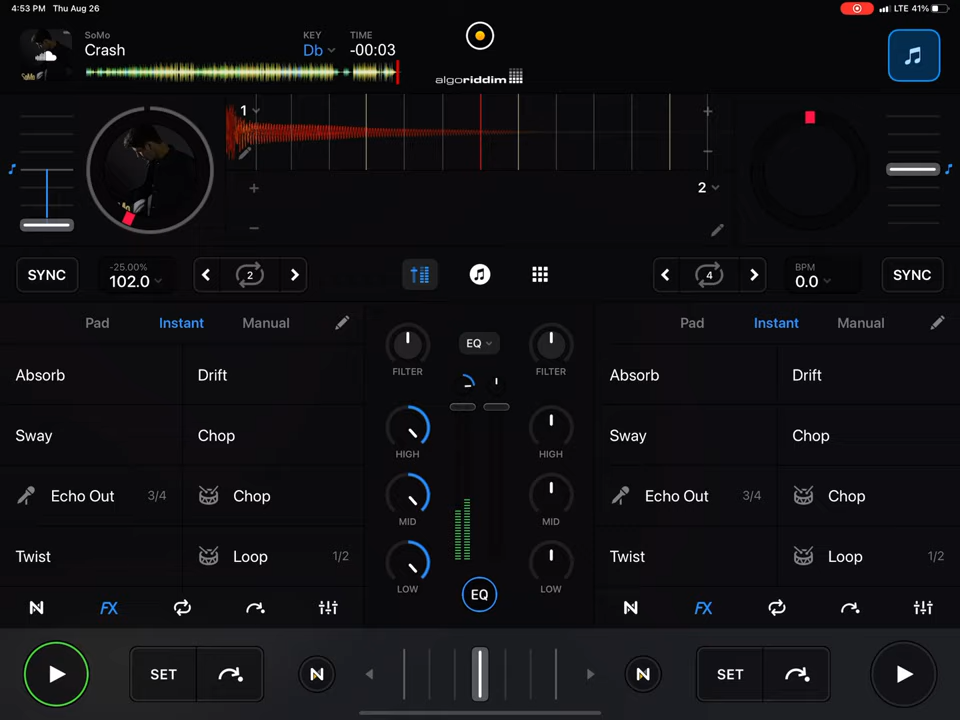 4:53 PM Thu Aug 26
LTE 41%
SoMo
Crash
KEY
Db
TIME
-00:03
algoriddim
1
2
SYNC
-25.00%
102.0
2
4
BPM
0.0
SYNC
Pad Instant Manual
Absorb Drift
Sway Chop
Echo Out 3/4 Chop
Twist Loop 1/2
FX
EQ
FILTER FILTER
HIGH HIGH
MID MID
LOW LOW
EQ
Pad Instant Manual
Absorb Drift
Sway Chop
Echo Out 3/4 Chop
Twist Loop 1/2
FX
SET
N
N
SET